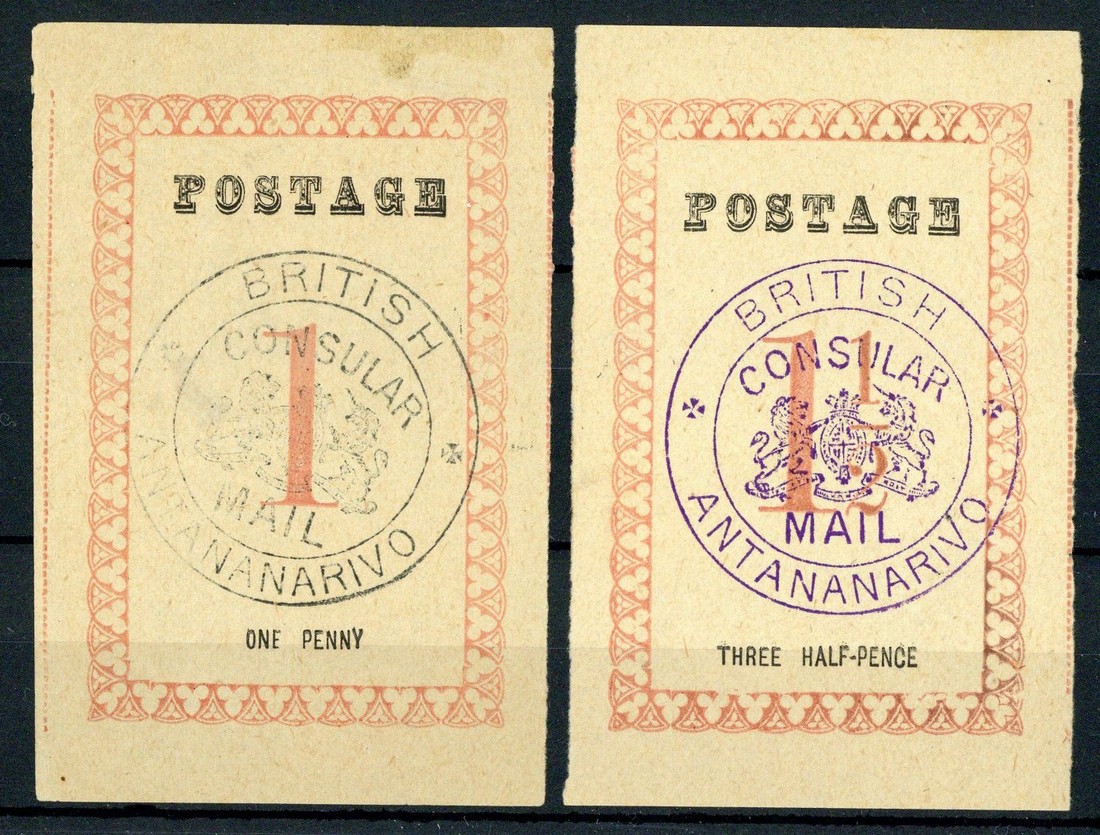 POSTAGE
BRITISH
CONSULAR
1
MAIL
ANTANANARIVO
ONE PENNY
POSTAGE
BRITISH
CONSULAR
1½
MAIL
ANTANANARIVO
THREE HALF-PENCE